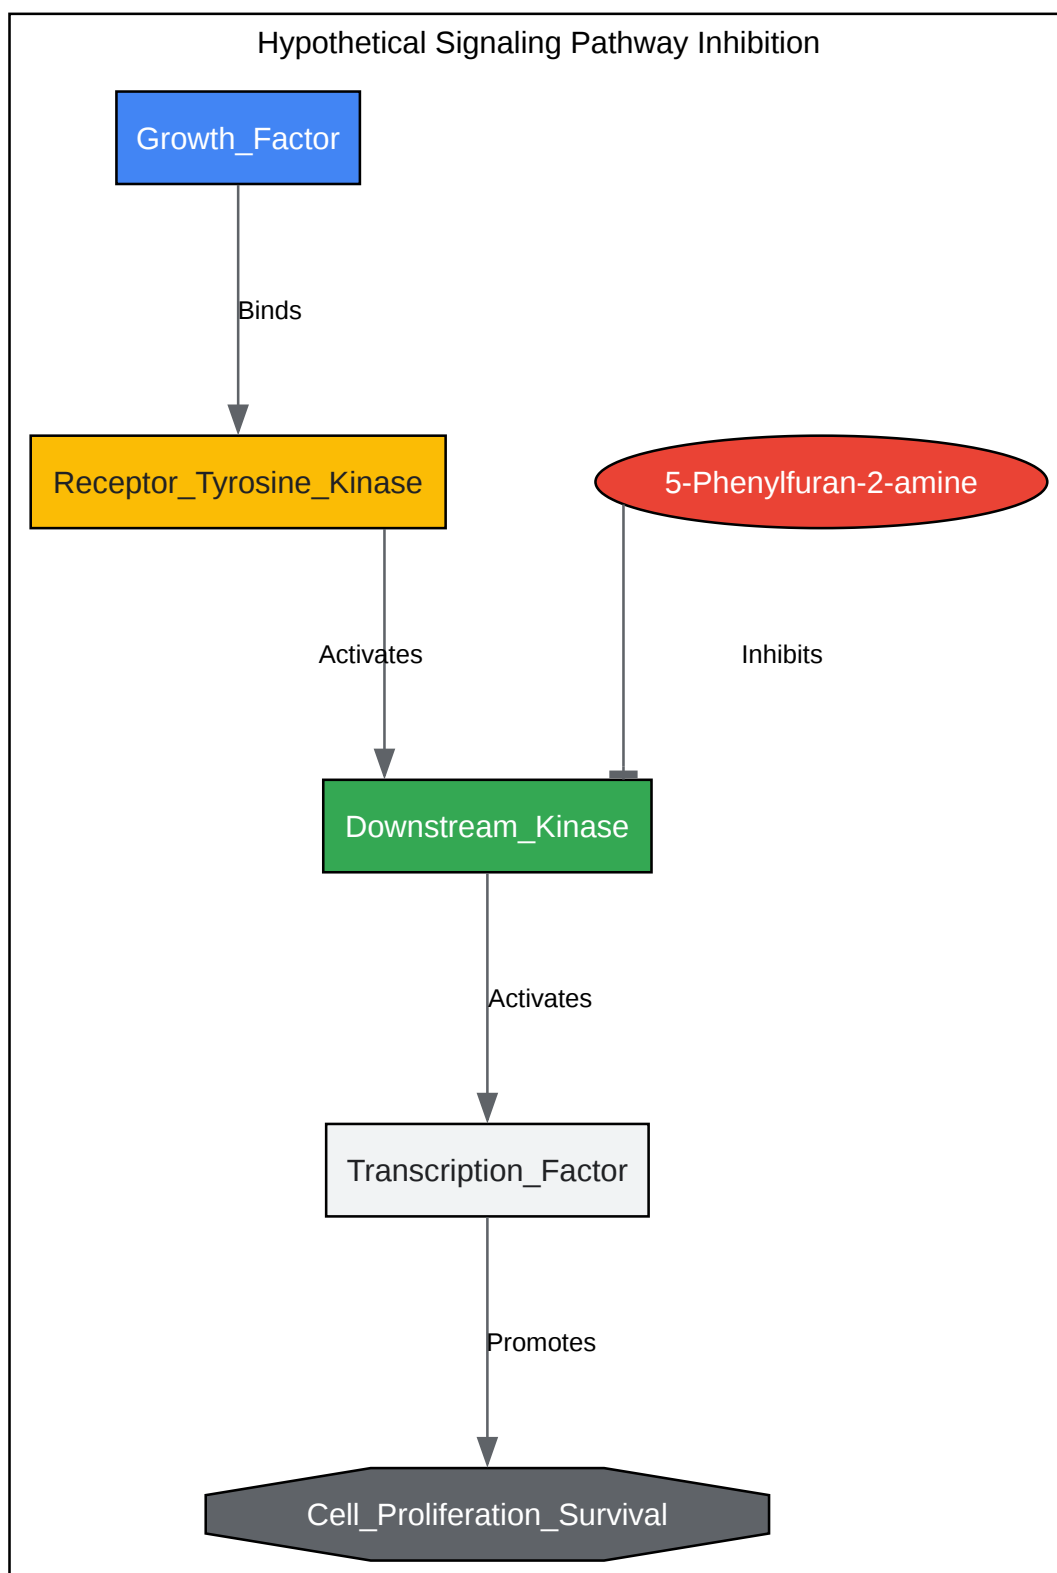 Hypothetical Signaling Pathway Inhibition
Growth_Factor
Binds
Receptor_Tyrosine_Kinase
5-Phenylfuran-2-amine
Activates
Inhibits
Downstream_Kinase
Activates
Transcription_Factor
Promotes
Cell_Proliferation_Survival